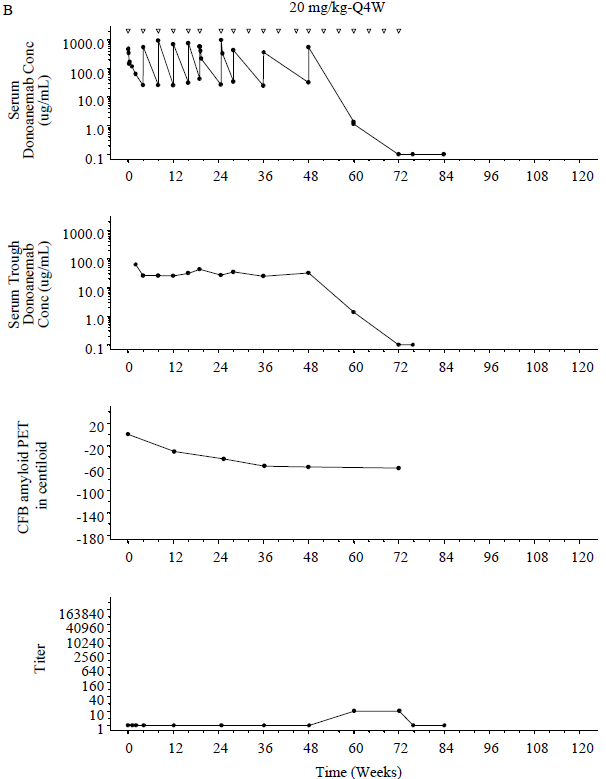 B
20 mg/kg-Q4W
Serum
Donoanemab Conc
(ug/mL)
1000.0
100.0
10.0
1.0
0.1
0 12 24 36 48 60 72 84 96 108 120
Serum Trough
Donoanemab
Conc (ug/mL)
1000.0
100.0
10.0
1.0
0.1
0 12 24 36 48 60 72 84 96 108 120
CFB amyloid PET
in centiloid
20
-20
-60
-100
-140
-180
0 12 24 36 48 60 72 84 96 108 120
Titer
163840
40960
10240
2560
640
160
40
10
1
0 12 24 36 48 60 72 84 96 108 120
Time (Weeks)